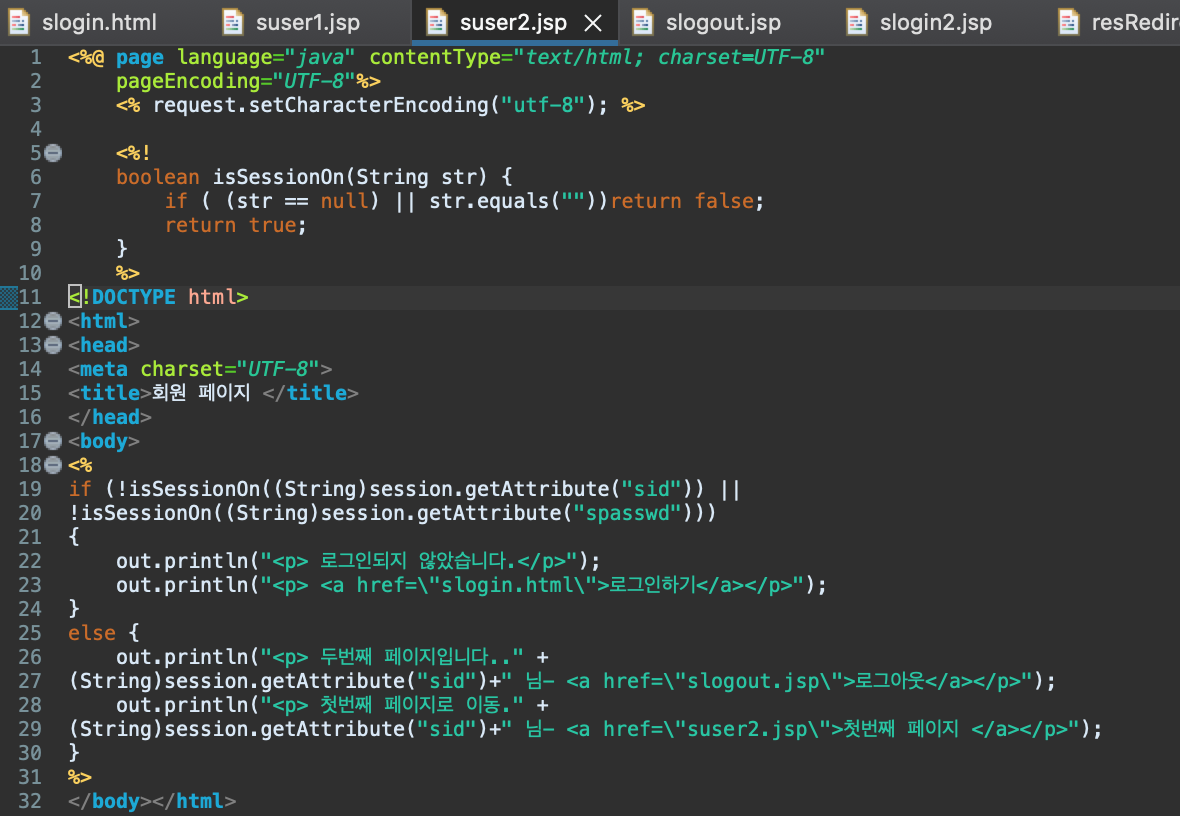 slogin.html suser1.jsp suser2.jsp slogout.jsp slogin2.jsp resRedir
1 <%@ page language="java" contentType="text/html; charset=UTF-8"
2 pageEncoding="UTF-8"%>
3 <% request.setCharacterEncoding("utf-8"); %>
4
5 <%!
6 boolean isSessionOn(String str) {
7 if ( (str == null) || str.equals(""))return false;
8 return true;
9 }
10 %>
11 <!DOCTYPE html>
12 <html>
13 <head>
14 <meta charset="UTF-8">
15 <title>회원 페이지 </title>
16 </head>
17 <body>
18 <%
19 if (!isSessionOn((String)session.getAttribute("sid")) ||
20 !isSessionOn((String)session.getAttribute("spasswd")))
21 {
22 out.println("<p> 로그인되지 않았습니다.</p>");
23 out.println("<p> <a href=\"slogin.html\">로그인하기</a></p>");
24 }
25 else {
26 out.println("<p> 두번째 페이지입니다.." +
27 (String)session.getAttribute("sid")+" 님- <a href=\"slogout.jsp\">로그아웃</a></p>");
28 out.println("<p> 첫번째 페이지로 이동." +
29 (String)session.getAttribute("sid")+" 님- <a href=\"suser2.jsp\">첫번째 페이지 </a></p>");
30 }
31 %>
32 </body></html>